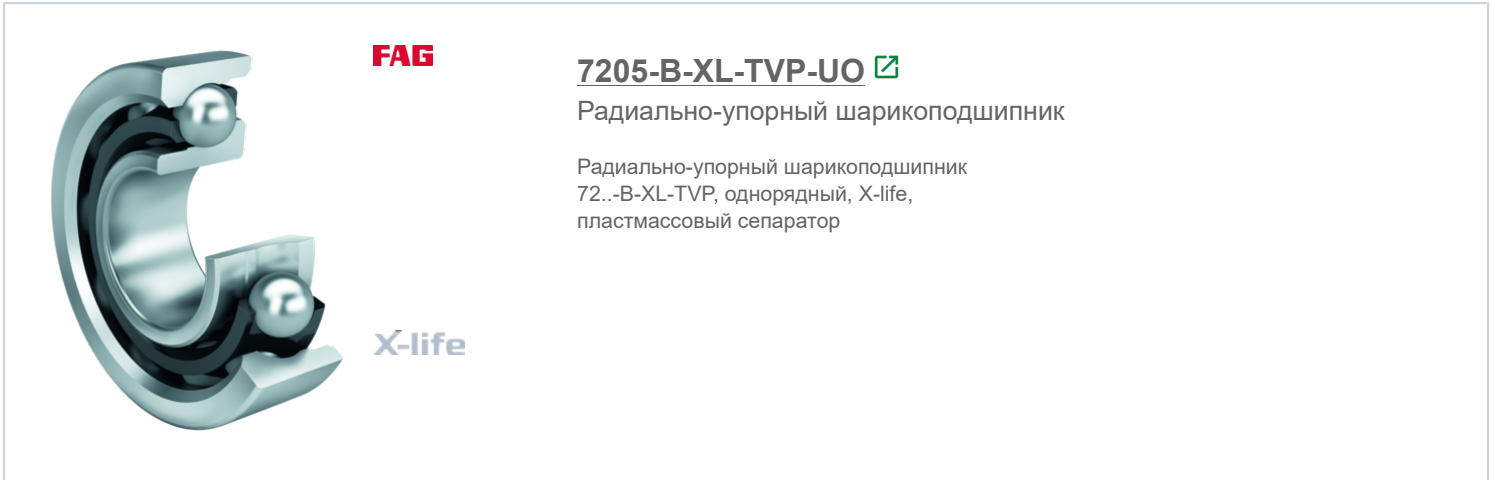 FAG
7205-B-XL-TVP-UO
Радиально-упорный шарикоподшипник
Радиально-упорный шарикоподшипник
72..-B-XL-TVP, однорядный, X-life,
пластмассовый сепаратор
X-life